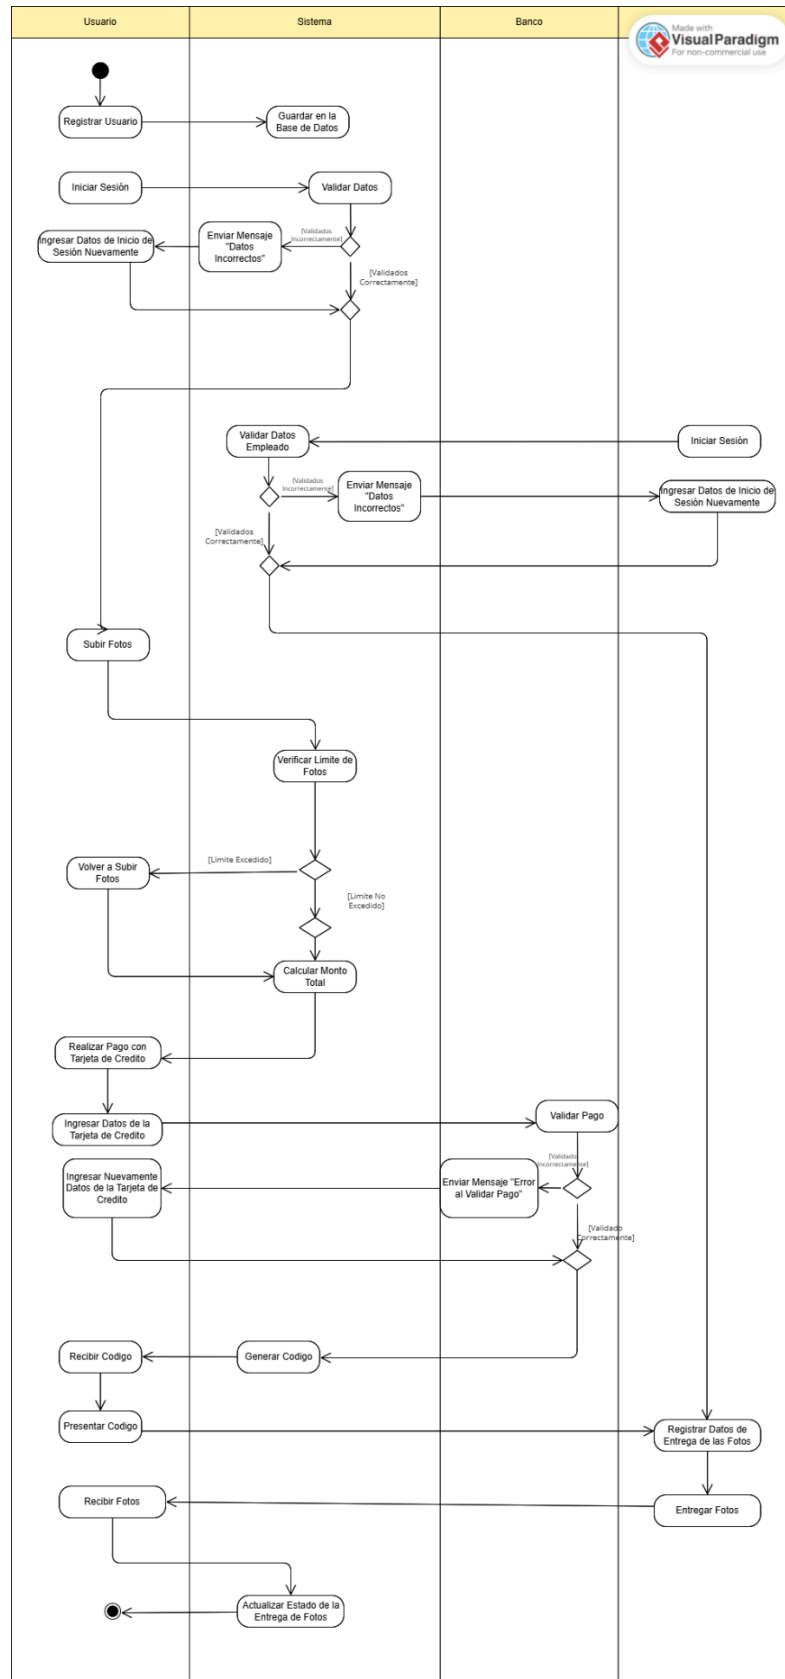 Usuario
Sistema
Banco
Made with
Visual Paradigm
For non-commercial use
Registrar Usuario
Guardar en la
Base de Datos
Iniciar Sesión
Validar Datos
Ingresar Datos de Inicio de
Sesión Nuevamente
Enviar Mensaje
"Datos
Incorrectos"
[Validados
Incorrectamente]
[Validados
Correctamente]
Validar Datos
Empleado
Iniciar Sesión
[Validados
Incorrectamente]
Enviar Mensaje
"Datos
Incorrectos"
Ingresar Datos de Inicio de
Sesión Nuevamente
[Validados
Correctamente]
Subir Fotos
Verificar Limite de
Fotos
[Limite Excedido]
Volver a Subir
Fotos
[Limite No
Excedido]
Calcular Monto
Total
Realizar Pago con
Tarjeta de Credito
Ingresar Datos de la
Tarjeta de Credito
Validar Pago
[Validado
Incorrectamente]
Ingresar Nuevamente
Datos de la Tarjeta de
Credito
Enviar Mensaje "Error
al Validar Pago"
[Validado
Correctamente]
Recibir Codigo
Generar Codigo
Presentar Codigo
Registrar Datos de
Entrega de las Fotos
Recibir Fotos
Entregar Fotos
Actualizar Estado de la
Entrega de Fotos